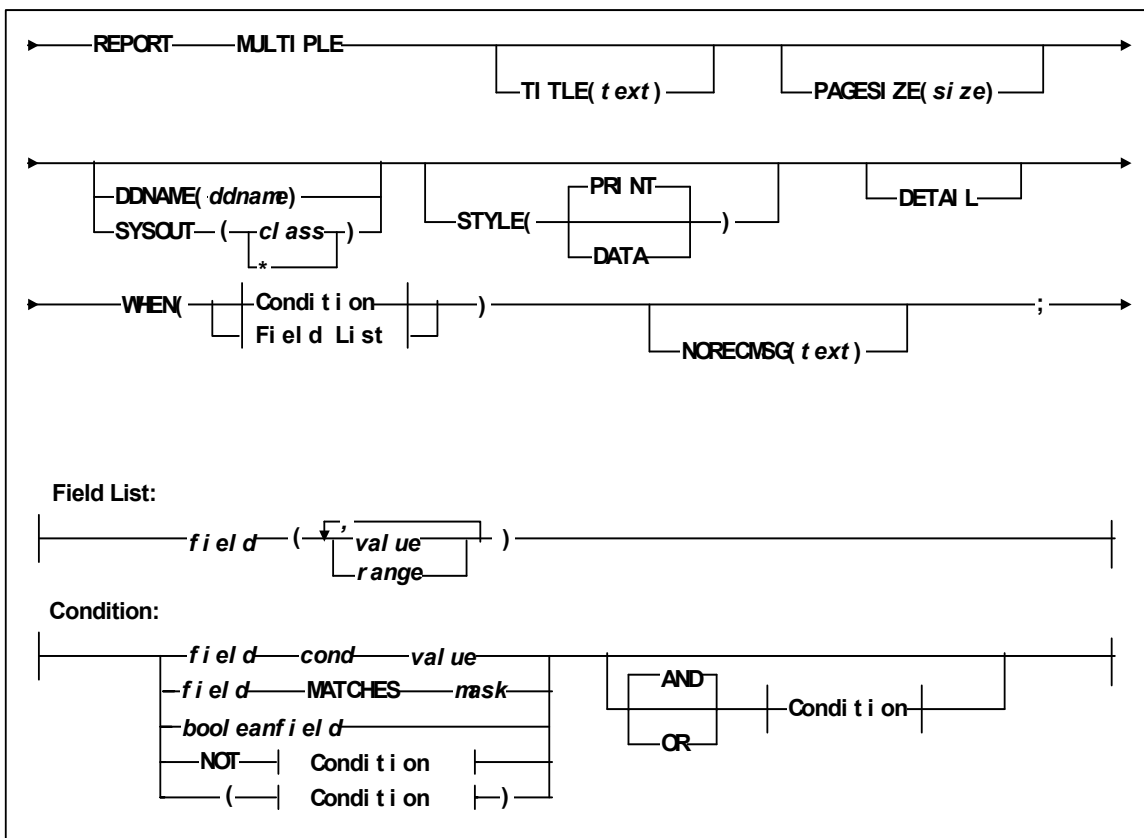 REPORT MULTIPLE
TITLE(text) PAGESIZE(size)
DDNAME(ddname) PRINT DETAIL
SYSOUT (class) STYLE( )
* DATA
WHEN( Condition ) ;
Field List NORECMSG(text)
Field List:
,
field ( value )
range
Condition:
field cond value AND
field MATCHES mask Condition
booleanfield OR
NOT Condition
( Condition )